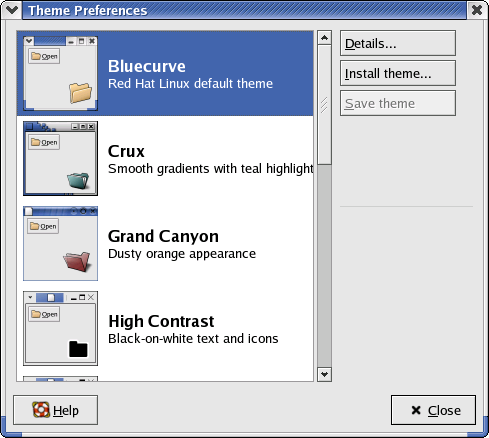 Theme Preferences
Open
Bluecurve
Red Hat Linux default theme
Open
Crux
Smooth gradients with teal highlight
Open
Grand Canyon
Dusty orange appearance
Open
High Contrast
Black-on-white text and icons
Details...
Install theme...
Save theme
Help
Close